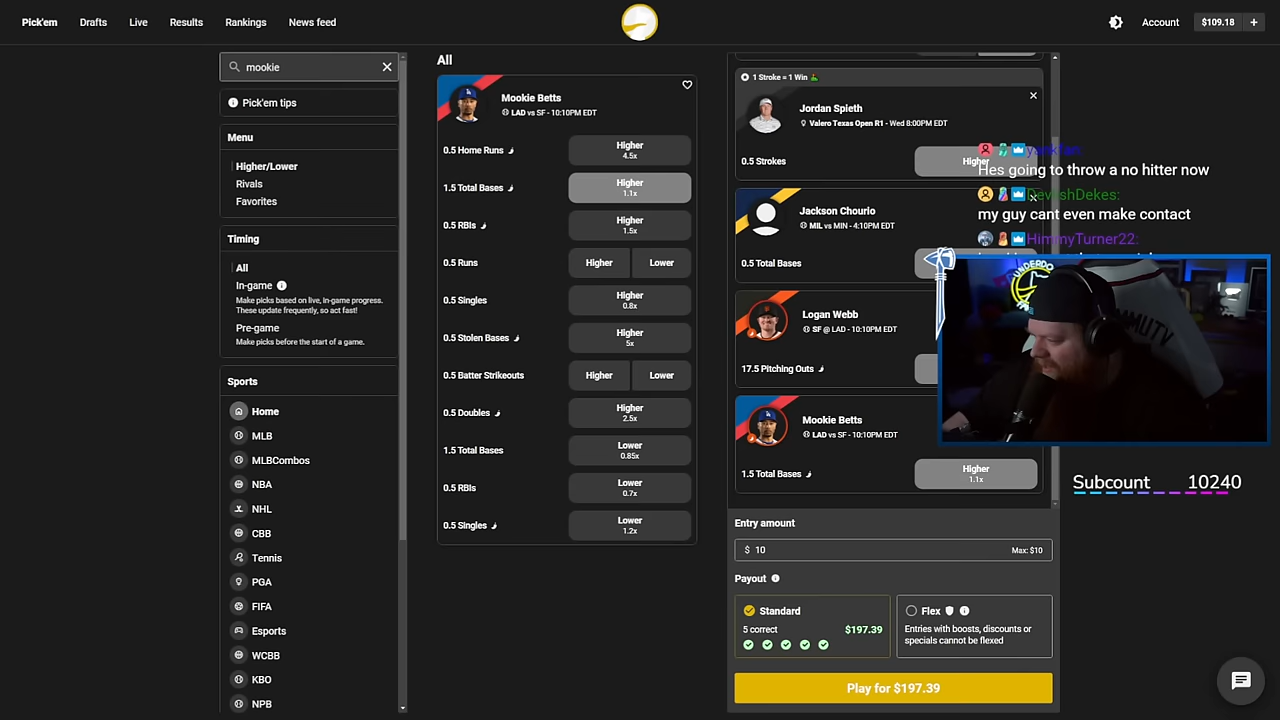 Pick'em
Drafts
Live
Results
Rankings
News feed
Account
$109.18 +
mookie
Pick'em tips
Menu
Higher/Lower
Rivals
Favorites
Timing
All
In-game
Make picks based on live, in-game progress.
These update frequently, so act fast!
Pre-game
Make picks before the start of a game.
Sports
Home
MLB
MLBCombos
NBA
NHL
CBB
Tennis
PGA
FIFA
Esports
WCBB
KBO
NPB
All
Mookie Betts
LAD vs SF - 10:10PM EDT
0.5 Home Runs
Higher
4.5x
1.5 Total Bases
Higher
1.1x
0.5 RBIs
Higher
1.5x
0.5 Runs
Higher
Lower
0.5 Singles
Higher
0.8x
0.5 Stolen Bases
Higher
5x
0.5 Batter Strikeouts
Higher
Lower
0.5 Doubles
Higher
2.5x
1.5 Total Bases
Lower
0.85x
0.5 RBIs
Lower
0.7x
0.5 Singles
Lower
1.2x
1 Stroke = 1 Win
Jordan Spieth
Valero Texas Open R1 - Wed 8:00PM EDT
0.5 Strokes
Higher
Jackson Chourio
MIL vs MIN - 4:10PM EDT
0.5 Total Bases
Logan Webb
SF @ LAD - 10:10PM EDT
17.5 Pitching Outs
Mookie Betts
LAD vs SF - 10:10PM EDT
1.5 Total Bases
Higher
1.1x
Entry amount
$ 10
Max: $10
Payout
Standard
5 correct
$197.39
Flex
Entries with boosts, discounts or
specials cannot be flexed
Play for $197.39
Hes going to throw a no hitter now
my guy cant even make contact
HimmyTurner22:
Subcount 10240